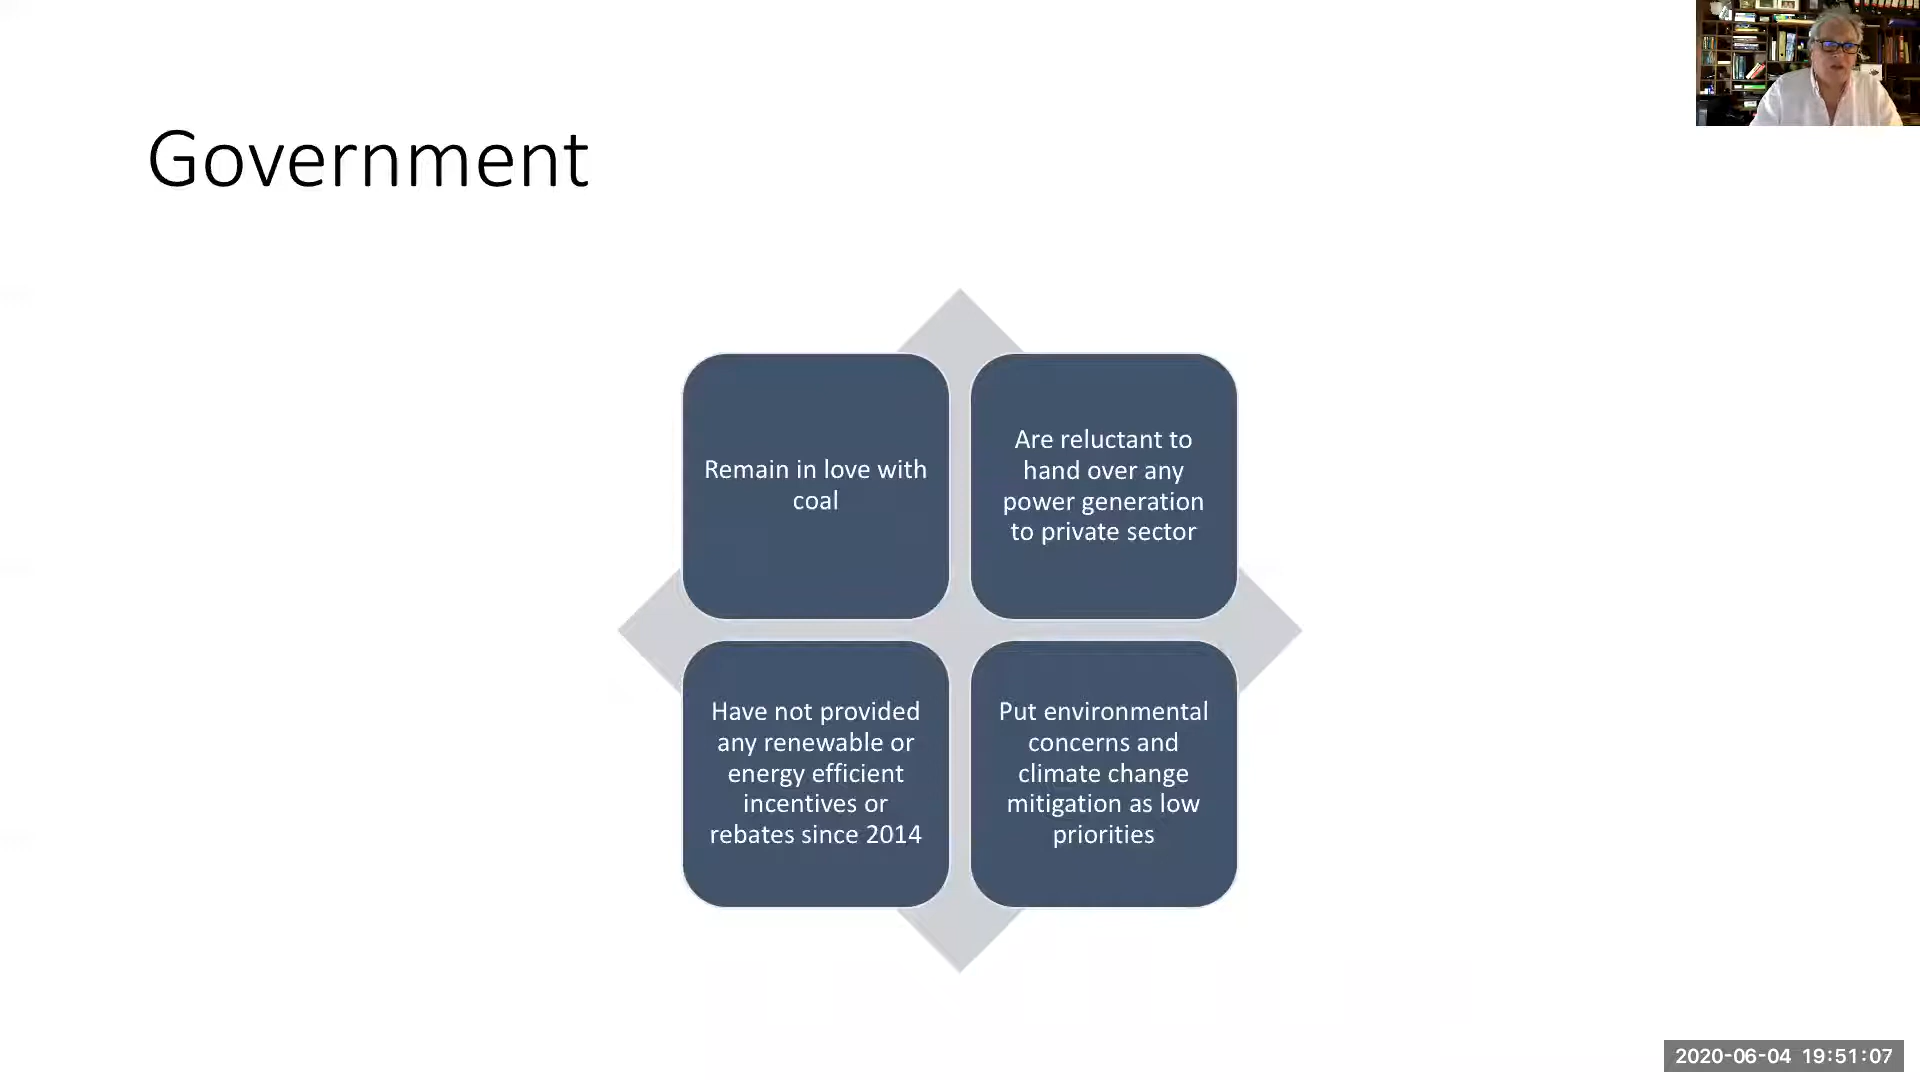 Government
Remain in love with
coal
Are reluctant to
hand over any
power generation
to private sector
Have not provided
any renewable or
energy efficient
incentives or
rebates since 2014
Put environmental
concerns and
climate change
mitigation as low
priorities
2020-06-04 19:51:07